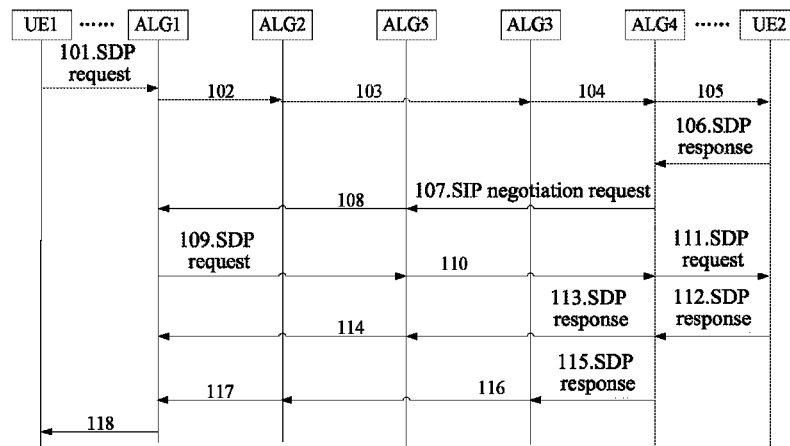 UE1 ...... ALG1 ALG2 ALG5 ALG3 ALG4 ...... UE2
101.SDP
request
102 103 104 105
106.SDP
response
107.SIP negotiation request
108
109.SDP
request
110
111.SDP
request
112.SDP
response
113.SDP
response
114
115.SDP
response
116
117
118